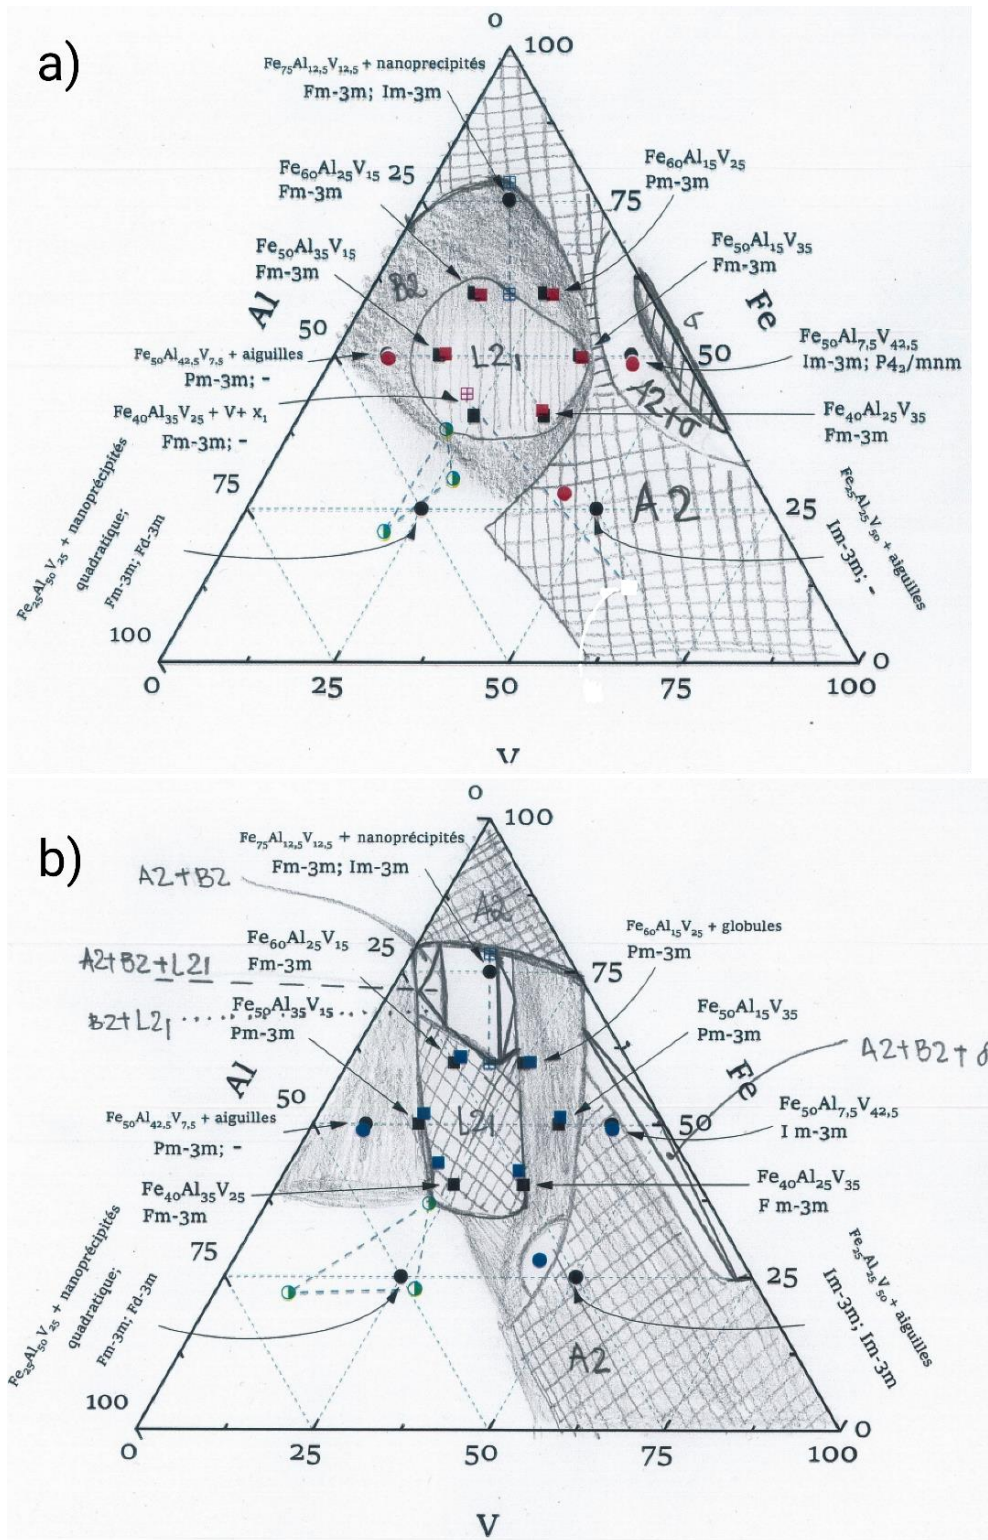 a)
0
100
Fe₇₅Al₁₂,₅V₁₂,₅ + nanoprecipités
Fm-3m; Im-3m
Fe₆₀Al₂₅V₁₅
Fm-3m
25
Fe₆₀Al₁₅V₂₅
Pm-3m
75
Fe₅₀Al₃₅V₁₅
Fm-3m
Fe₅₀Al₁₅V₃₅
Fm-3m
B2
Al
Fe
σ
50
L2₁
50
Fe₅₀Al₄₂,₅V₇,₅ + aiguilles
Pm-3m; -
Fe₅₀Al₇,₅V₄₂,₅
Im-3m; P4₂/mnm
A2+σ
Fe₄₀Al₃₅V₂₅ + V+ x₁
Fm-3m; -
Fe₄₀Al₂₅V₃₅
Fm-3m
75
A2
25
Fe₂₅Al₅₀V₂₅ + nanoprécipités
quadratique;
Fm-3m; Fd-3m
Fe₂₅Al₂₅V₅₀ + aiguilles
Im-3m; -
100
0
0
25
50
75
100
V
b)
0
100
Fe₇₅Al₁₂,₅V₁₂,₅ + nanoprécipités
Fm-3m; Im-3m
A2+B2
A2
Fe₆₀Al₂₅V₁₅
Fm-3m
25
Fe₆₀Al₁₅V₂₅ + globules
Pm-3m
75
A2+B2+L21
Fe₅₀Al₃₅V₁₅
Pm-3m
Fe₅₀Al₁₅V₃₅
Pm-3m
B2+L21
A2+B2+σ
Al
Fe
50
L21
50
Fe₅₀Al₄₂,₅V₇,₅ + aiguilles
Pm-3m; -
Fe₅₀Al₇,₅V₄₂,₅
I m-3m
Fe₄₀Al₃₅V₂₅
Fm-3m
Fe₄₀Al₂₅V₃₅
F m-3m
75
25
Fe₂₅Al₅₀V₂₅ + nanoprécipités
quadratique;
Fm-3m; Fd-3m
Fe₂₅Al₂₅V₅₀ + aiguilles
Im-3m; Im-3m
A2
100
0
0
25
50
75
100
V